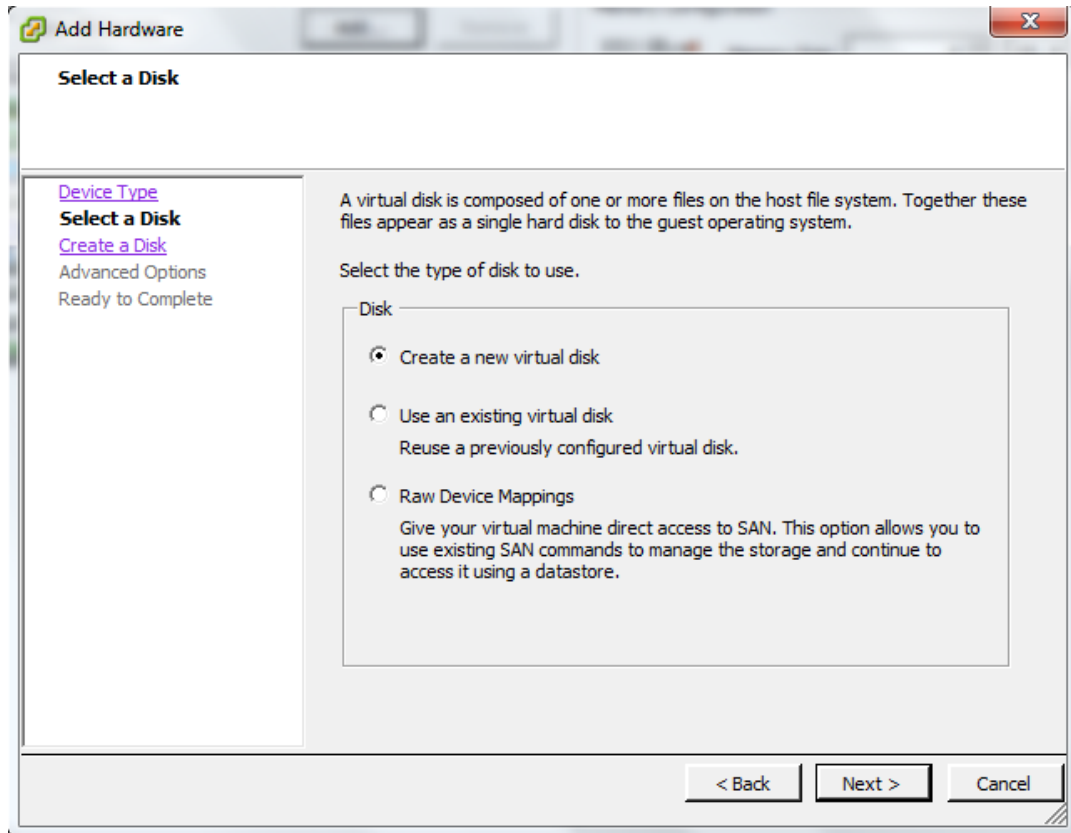 Add Hardware
Select a Disk
Device Type
Select a Disk
Create a Disk
Advanced Options
Ready to Complete
A virtual disk is composed of one or more files on the host file system. Together these
files appear as a single hard disk to the guest operating system.
Select the type of disk to use.
Disk
Create a new virtual disk
Use an existing virtual disk
Reuse a previously configured virtual disk.
Raw Device Mappings
Give your virtual machine direct access to SAN. This option allows you to
use existing SAN commands to manage the storage and continue to
access it using a datastore.
< Back
Next >
Cancel